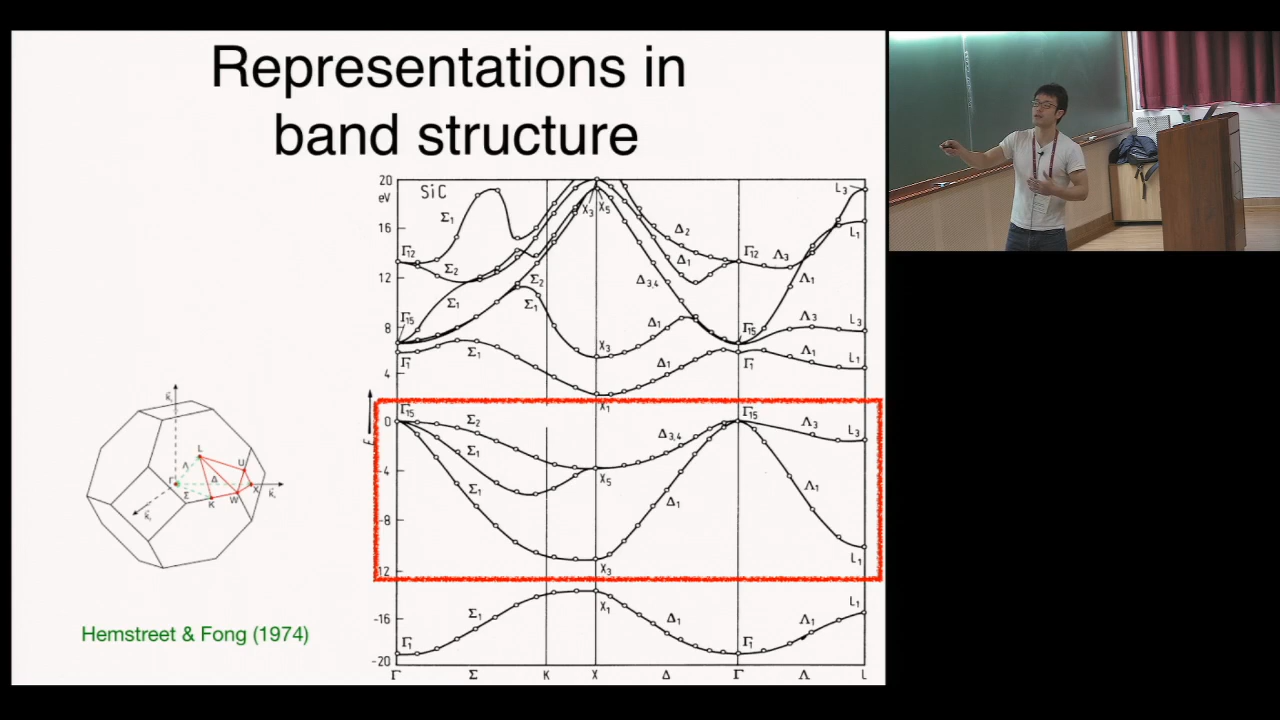 Representations in
band structure
SiC
20
eV
16
12
8
4
0
-4
-8
12
-16
-20
Γ12
Σ1
Σ2
Σ1
Γ15
Σ2
Σ1
Γ1
Σ1
X3
X5
X3
X1
Δ2
Δ1
Δ3,4
Δ1
Δ1
Γ12
Λ3
Λ1
Γ15
Λ3
Λ1
Γ1
L3
L1
L3
L1
Γ15
Σ2
Σ1
Σ1
X5
X3
Δ3,4
Δ1
Γ15
Λ3
Λ1
L3
L1
Γ1
Σ1
X1
Δ1
Γ1
Λ1
L1
Γ
Σ
K
X
Δ
Γ
Λ
L
L
Λ
U
Γ
Δ
X
Σ
K
W
Hemstreet & Fong (1974)